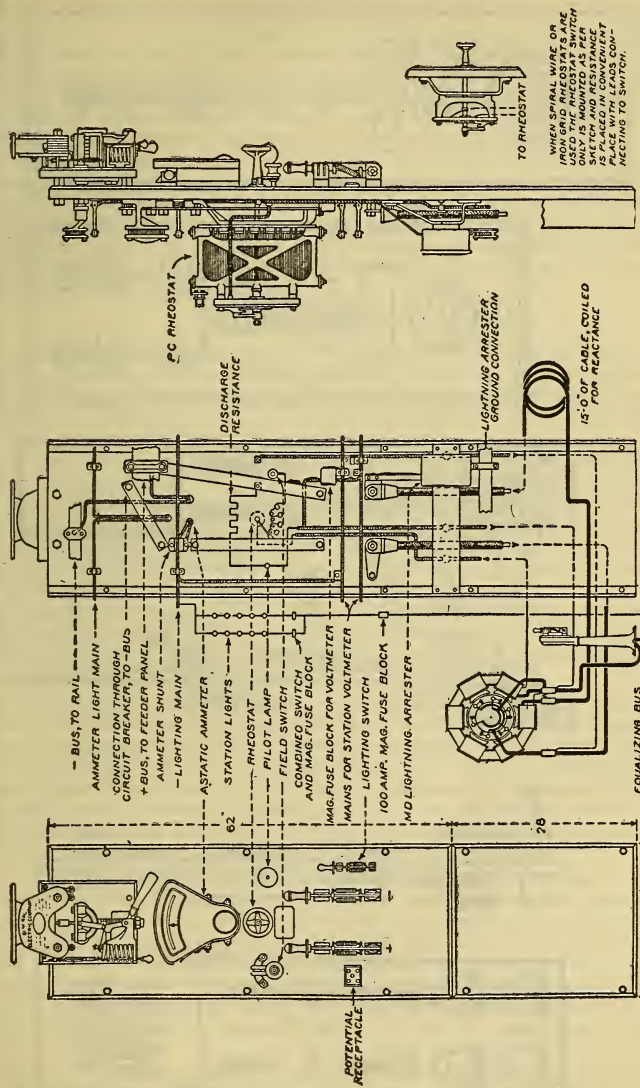 - BUS, TO RAIL
AMMETER LIGHT MAIN
CONNECTION THROUGH
CIRCUIT BREAKER, TO - BUS
+ BUS, TO FEEDER PANEL
AMMETER SHUNT
- LIGHTING MAIN
ASTATIC AMMETER
STATION LIGHTS
RHEOSTAT
PILOT LAMP
FIELD SWITCH
COMBINED SWITCH
AND MAG. FUSE BLOCK
MAG. FUSE BLOCK FOR VOLTMETER
MAINS FOR STATION VOLTMETER
LIGHTING SWITCH
100 AMP. MAG. FUSE BLOCK
MD LIGHTNING ARRESTER
EQUALIZING BUS
62
28
+
-
POTENTIAL
RECEPTACLE
PC RHEOSTAT
DISCHARGE
RESISTANCE
LIGHTNING ARRESTER
GROUND CONNECTION
15'-0" OF CABLE, COILED
FOR REACTANCE
TO RHEOSTAT
WHEN SPIRAL WIRE OR
IRON GRID RHEOSTATS ARE
USED THE RHEOSTAT SWITCH
ONLY IS MOUNTED AS PER
SKETCH AND RESISTANCE
IS PLACED IN CONVENIENT
PLACE WITH LEADS CON-
NECTING TO SWITCH.